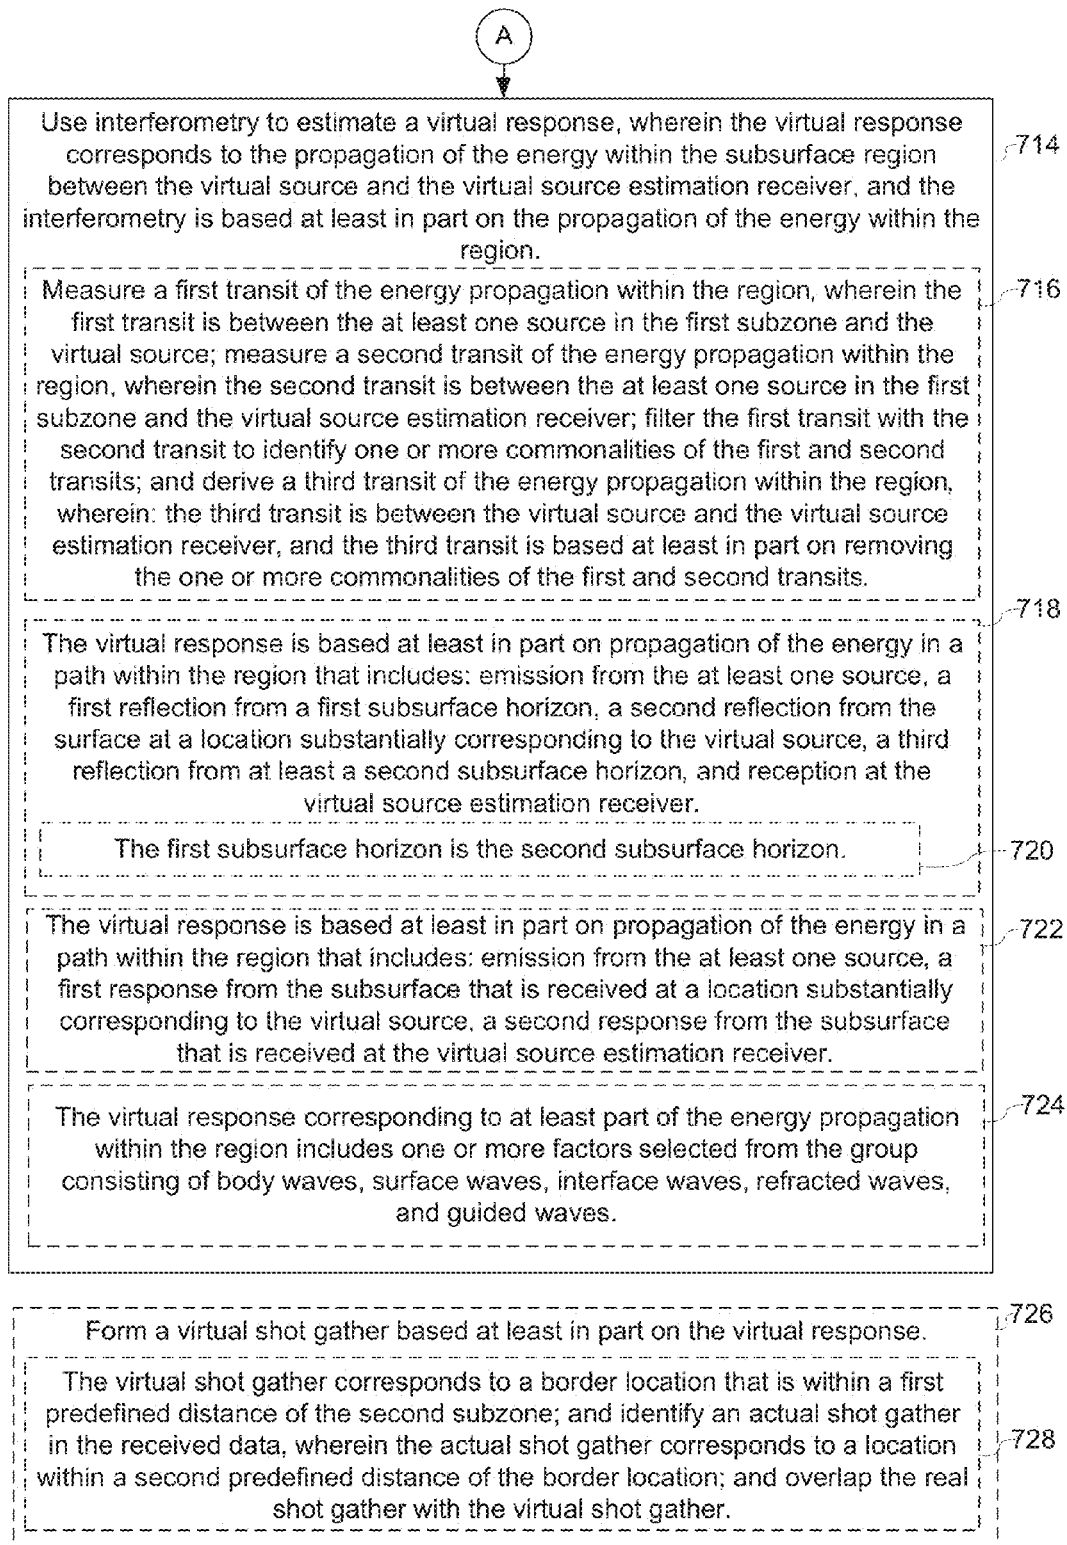 A
Use interferometry to estimate a virtual response, wherein the virtual response
corresponds to the propagation of the energy within the subsurface region
between the virtual source and the virtual source estimation receiver, and the
interferometry is based at least in part on the propagation of the energy within the
region.
714
Measure a first transit of the energy propagation within the region, wherein the
first transit is between the at least one source in the first subzone and the
virtual source; measure a second transit of the energy propagation within the
region, wherein the second transit is between the at least one source in the first
subzone and the virtual source estimation receiver; filter the first transit with the
second transit to identify one or more commonalities of the first and second
transits; and derive a third transit of the energy propagation within the region,
wherein: the third transit is between the virtual source and the virtual source
estimation receiver, and the third transit is based at least in part on removing
the one or more commonalities of the first and second transits.
716
718
The virtual response is based at least in part on propagation of the energy in a
path within the region that includes: emission from the at least one source, a
first reflection from a first subsurface horizon, a second reflection from the
surface at a location substantially corresponding to the virtual source, a third
reflection from at least a second subsurface horizon, and reception at the
virtual source estimation receiver.
The first subsurface horizon is the second subsurface horizon.
720
The virtual response is based at least in part on propagation of the energy in a
path within the region that includes: emission from the at least one source, a
first response from the subsurface that is received at a location substantially
corresponding to the virtual source, a second response from the subsurface
that is received at the virtual source estimation receiver.
722
The virtual response corresponding to at least part of the energy propagation
within the region includes one or more factors selected from the group
consisting of body waves, surface waves, interface waves, refracted waves,
and guided waves.
724
Form a virtual shot gather based at least in part on the virtual response.
726
The virtual shot gather corresponds to a border location that is within a first
predefined distance of the second subzone; and identify an actual shot gather
in the received data, wherein the actual shot gather corresponds to a location
within a second predefined distance of the border location; and overlap the real
shot gather with the virtual shot gather.
728